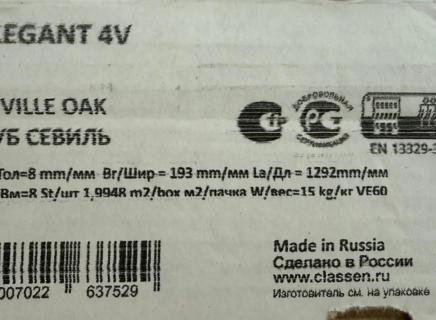 LEGANT 4V
VILLE OAK
УБ СЕВИЛЬ
ДОБРОВОЛЬНАЯ
СЕРТИФИКАЦИЯ
EN 13329-
Тол=8 mm/мм Br/Шир= 193 mm/мм La/Дл = 1292mm/мм
Вм=8 St/шт 1,9948 m2/box м2/пачка W/вес=15 kg/кг VE60
007022 637529
Made in Russia
Сделано в России
www.classen.ru
Изготовитель см. на упаковке